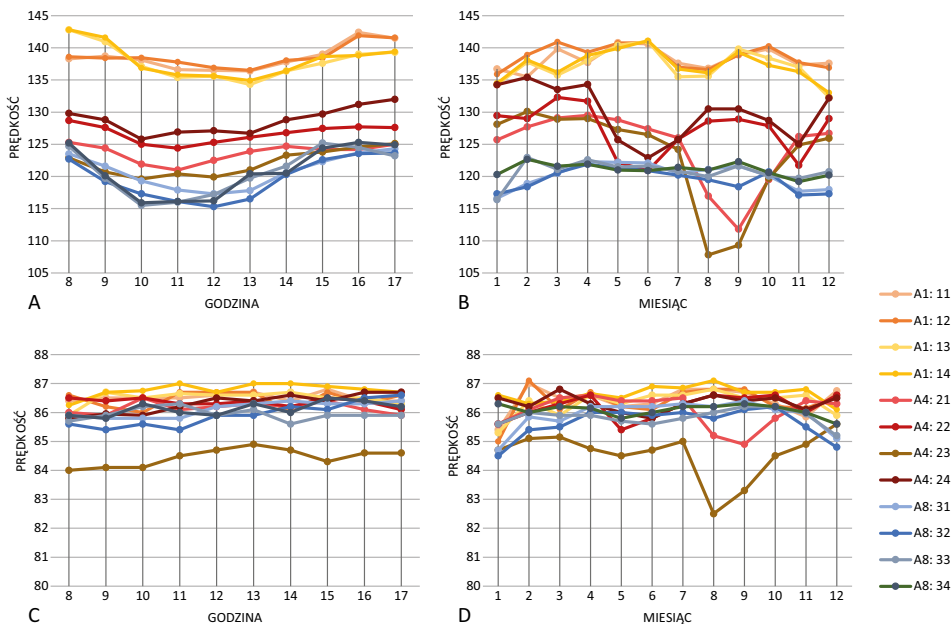 145
140
135
130
125
120
115
110
105
PRĘDKOŚĆ
8 9 10 11 12 13 14 15 16 17
GODZINA
A
145
140
135
130
125
120
115
110
105
PRĘDKOŚĆ
1 2 3 4 5 6 7 8 9 10 11 12
MIESIĄC
B
88
87
86
85
84
83
82
81
80
PRĘDKOŚĆ
8 9 10 11 12 13 14 15 16 17
GODZINA
C
88
87
86
85
84
83
82
81
80
PRĘDKOŚĆ
1 2 3 4 5 6 7 8 9 10 11 12
MIESIĄC
D
A1: 11
A1: 12
A1: 13
A1: 14
A4: 21
A4: 22
A4: 23
A4: 24
A8: 31
A8: 32
A8: 33
A8: 34